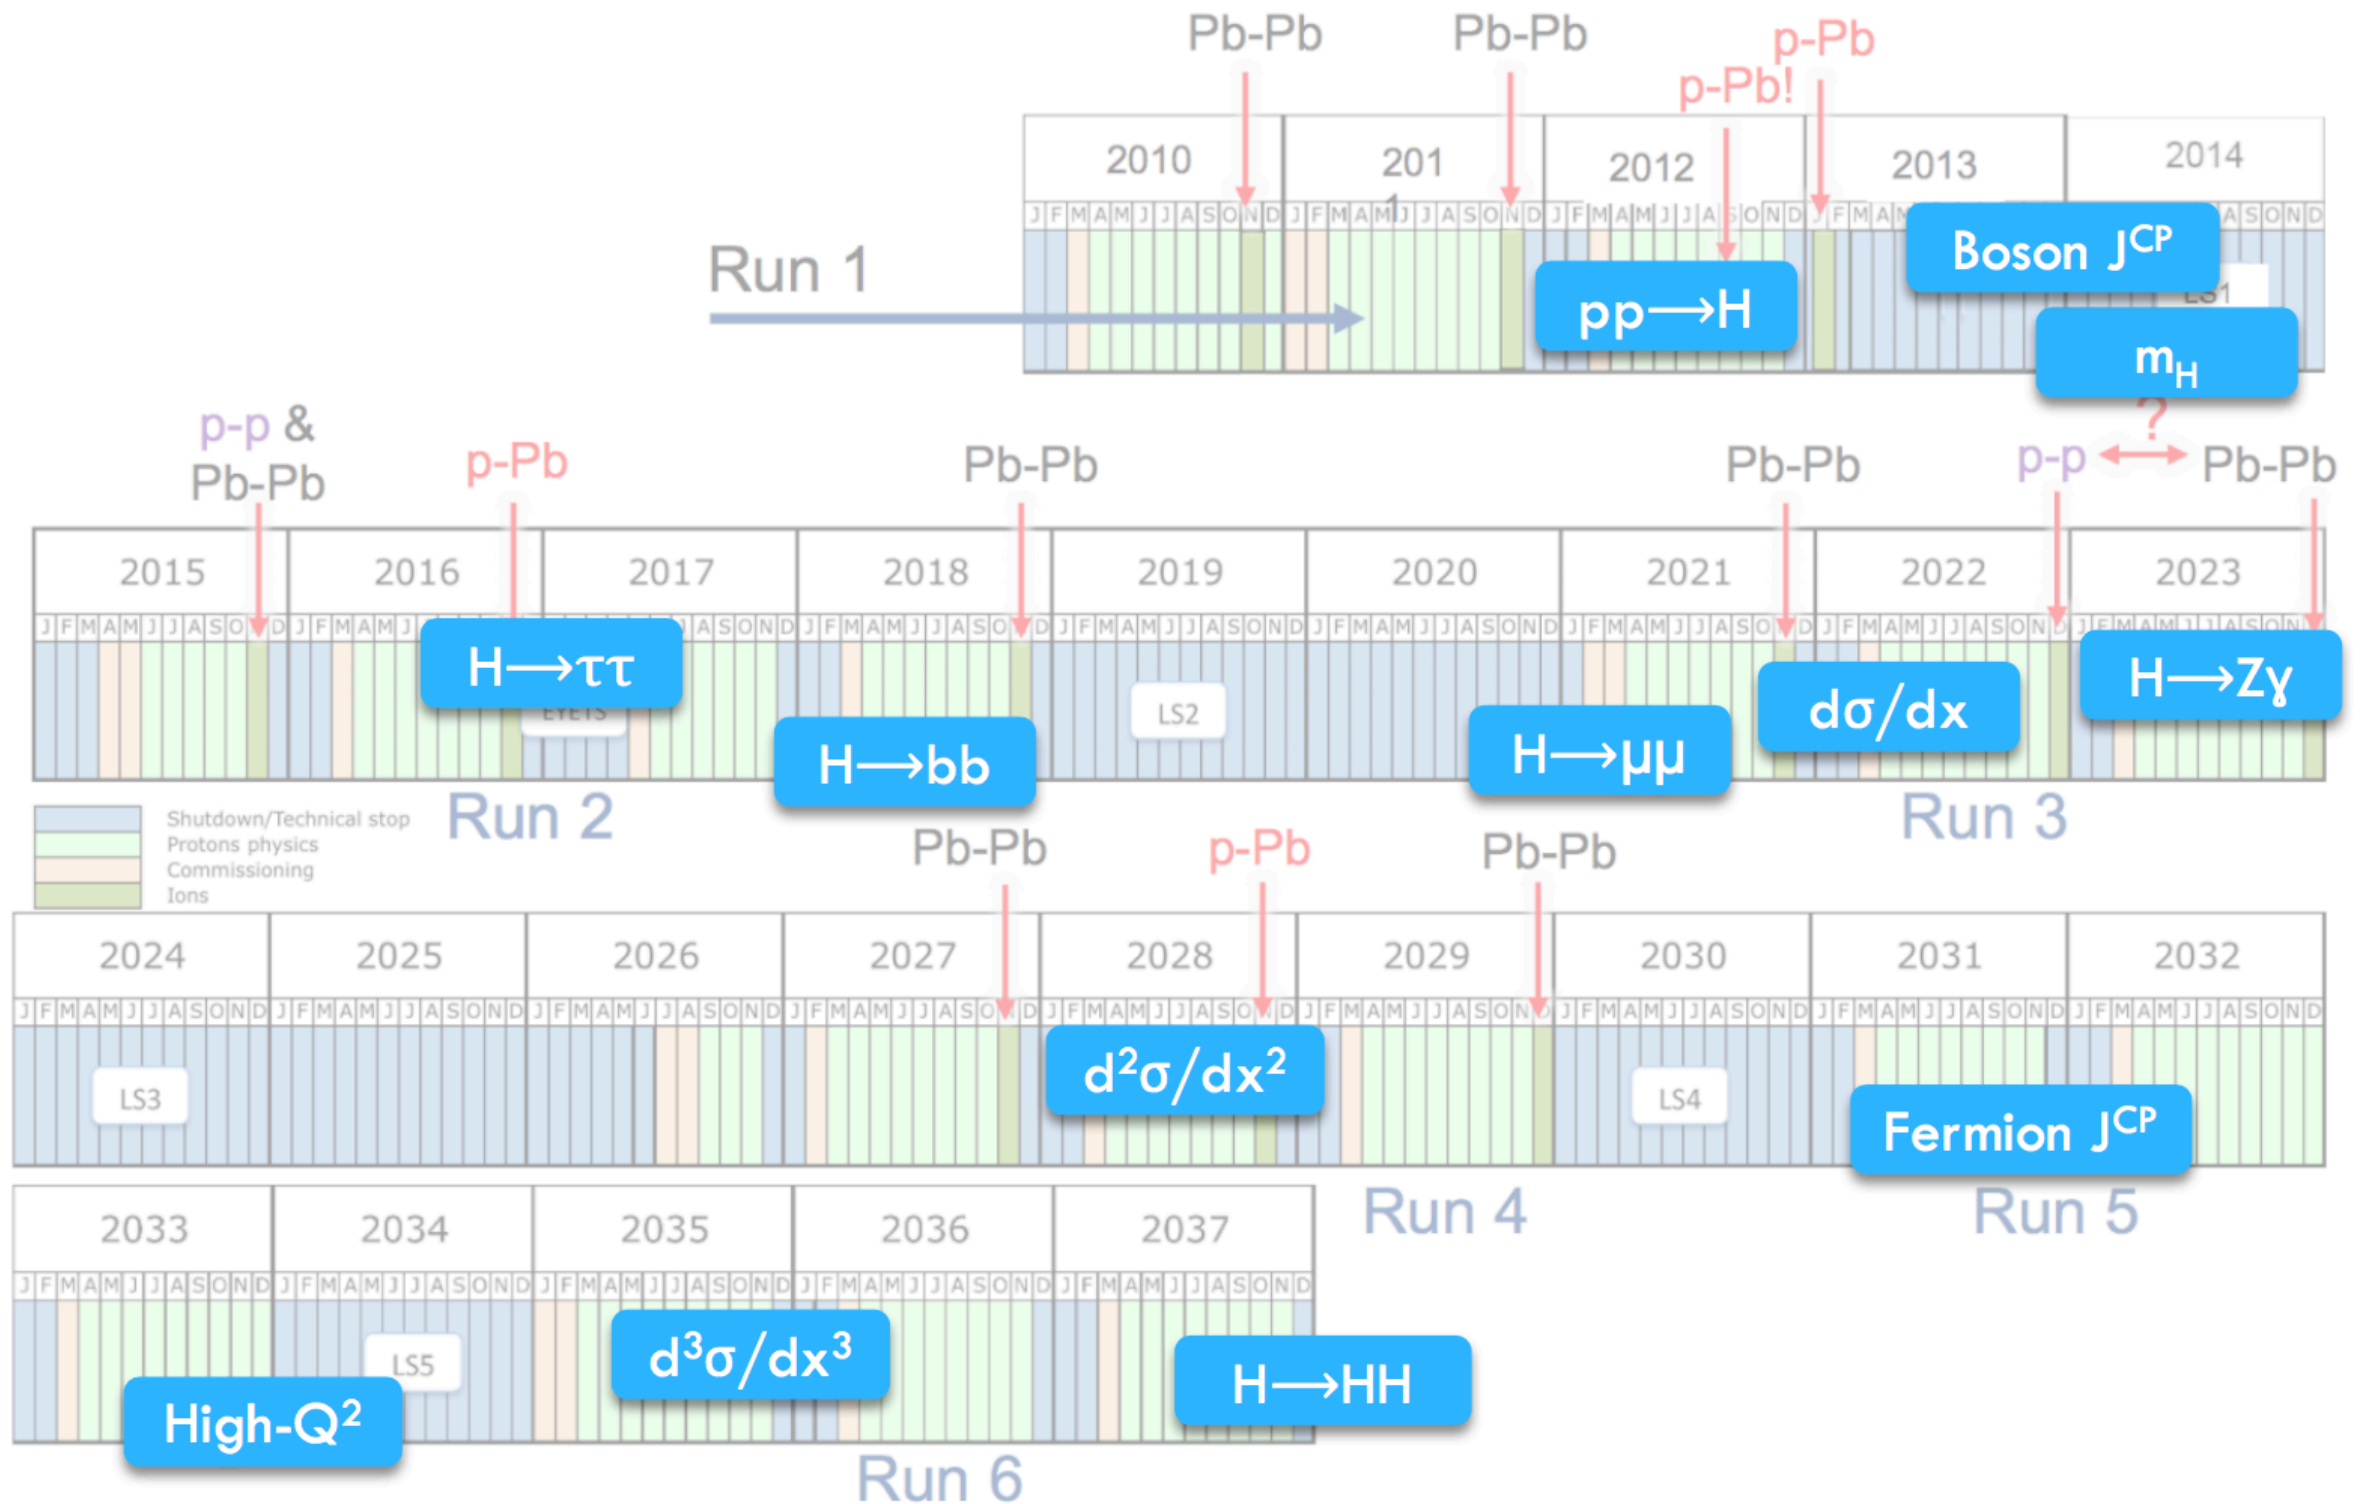 Pb-Pb Pb-Pb p-Pb
p-Pb!
2010 201 2012 2013 2014
1
J F M A M J J A S O N D J F M A M J J A S O N D J F M A M J J A S O N D J F M A M A S O N D
Run 1
Boson J^CP
LS1
pp⟶H
m_H
?
p-p &
Pb-Pb p-Pb Pb-Pb Pb-Pb p-p Pb-Pb
2015 2016 2017 2018 2019 2020 2021 2022 2023
J F M A M J J A S O D J F M A M J J A S O N D J F M A M J J A S O D J F M A M J J A S O N D J F M A M J J A S O N D J F M A M J J A S O D J F M A M J J A S O N D J F M A M J J A S O N
H⟶ττ
EYETS
H⟶bb
LS2
H⟶μμ
dσ/dx
H⟶Zγ
Run 2
Run 3
Shutdown/Technical stop
Protons physics
Commissioning
Ions
Pb-Pb p-Pb Pb-Pb
2024 2025 2026 2027 2028 2029 2030 2031 2032
J F M A M J J A S O N D J F M A M J J A S O N D J F M A M J J A S O N D J F M A M J J A S O N D J F M A M J J A S O N D J F M A M J J A S O N D J F M A M J J A S O N D J F M A M J J A S O N D J F M A M J J A S O N D
LS3
d²σ/dx²
LS4
Fermion J^CP
Run 4
Run 5
2033 2034 2035 2036 2037
J F M A M J J A S O N D J F M A M J J A S O N D J F M A M J J A S O N D J F M A M J J A S O N D J F M A M J J A S O N D
High-Q²
LS5
d³σ/dx³
H⟶HH
Run 6